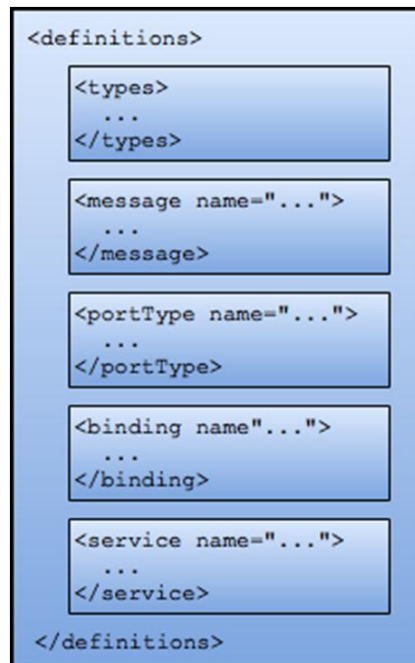 <definitions>
<types>
...
</types>
<message name="...">
...
</message>
<portType name="...">
...
</portType>
<binding name"...">
...
</binding>
<service name="...">
...
</service>
</definitions>